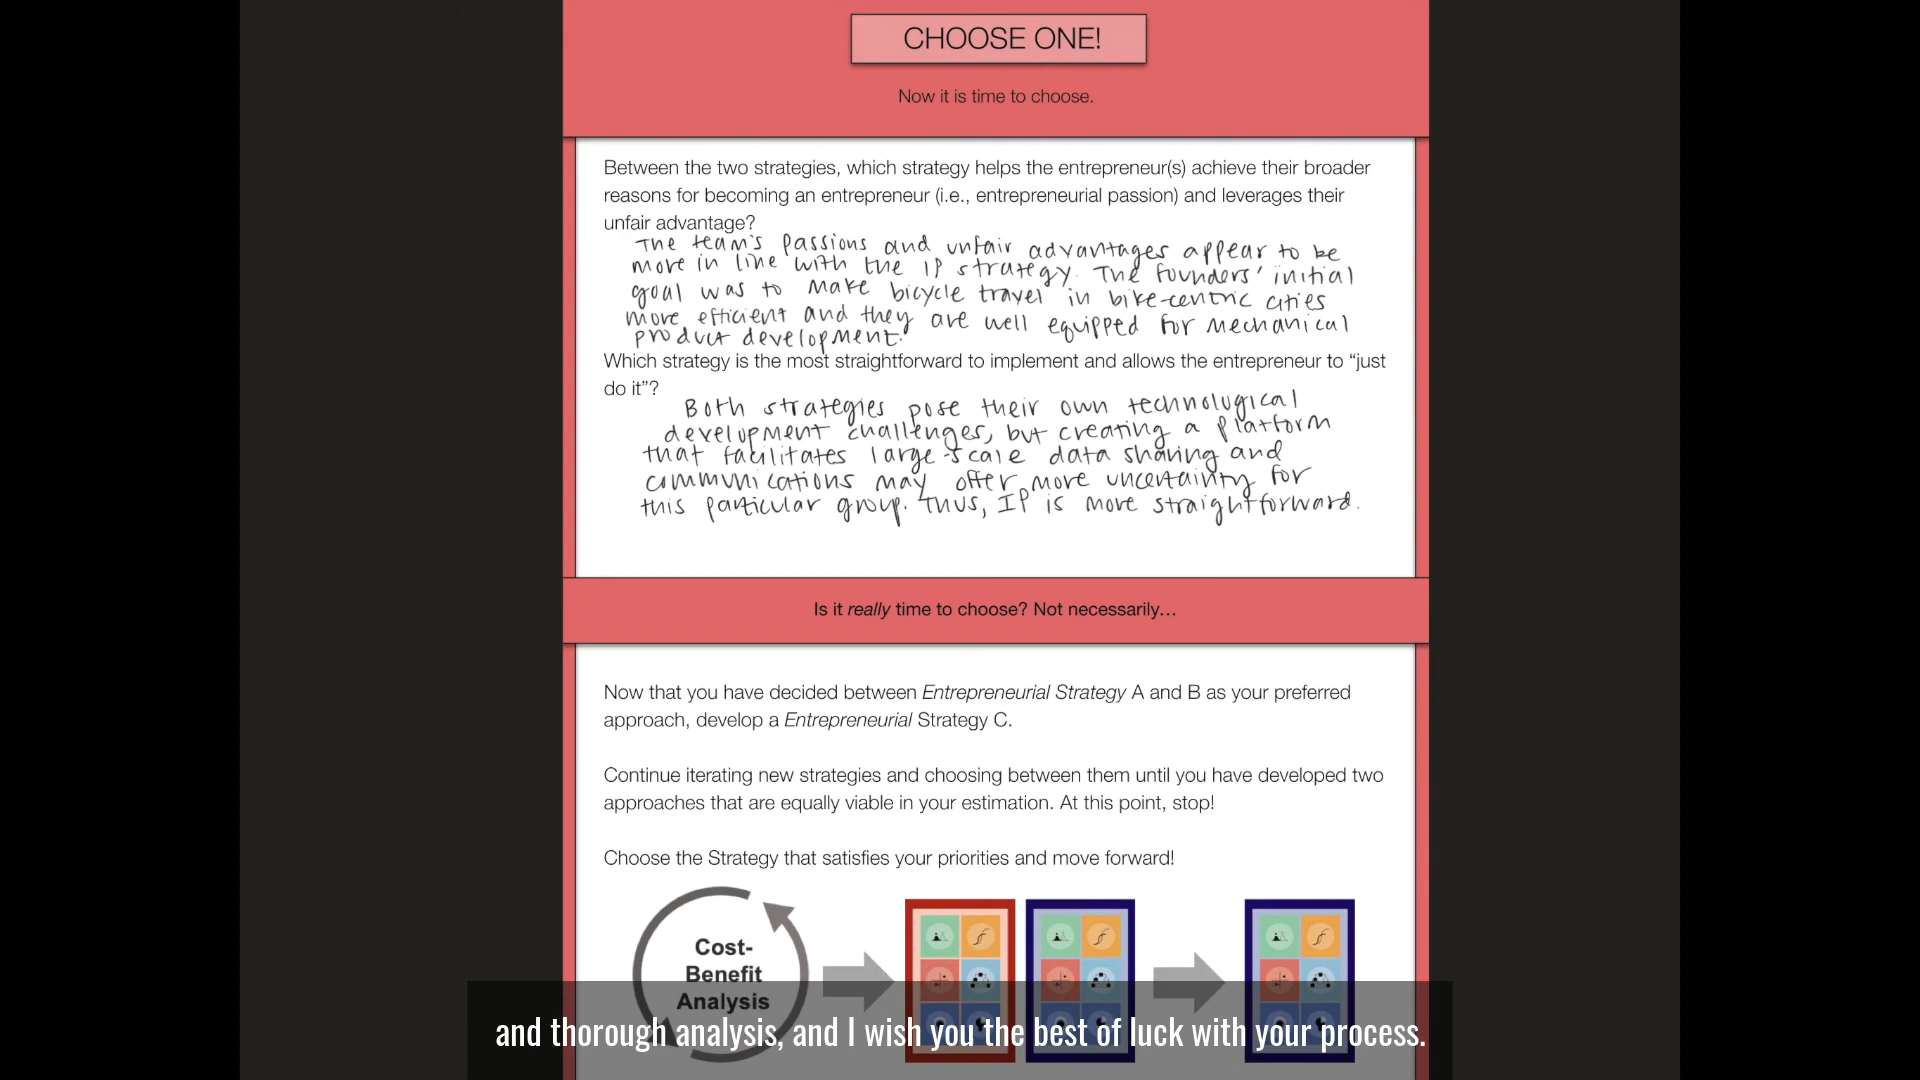 CHOOSE ONE!
Now it is time to choose.
Between the two strategies, which strategy helps the entrepreneur(s) achieve their broader
reasons for becoming an entrepreneur (i.e., entrepreneurial passion) and leverages their
unfair advantage?
The team's passions and unfair advantages appear to be
more in line with the IP strategy. The founders' initial
goal was to make bicycle travel in bike-centric cities
more efficient and they are well equipped for mechanical
product development.
Which strategy is the most straightforward to implement and allows the entrepreneur to “just
do it”?
Both strategies pose their own technological
development challenges, but creating a platform
that facilitates large-scale data sharing and
communications may offer more uncertainty for
this particular group. Thus, IP is more straightforward.
Is it really time to choose? Not necessarily…
Now that you have decided between Entrepreneurial Strategy A and B as your preferred
approach, develop a Entrepreneurial Strategy C.
Continue iterating new strategies and choosing between them until you have developed two
approaches that are equally viable in your estimation. At this point, stop!
Choose the Strategy that satisfies your priorities and move forward!
Cost-
Benefit
Analysis
and thorough analysis, and I wish you the best of luck with your process.